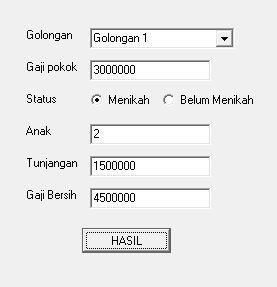 Golongan Golongan 1
Gaji pokok 3000000
Status Menikah Belum Menikah
Anak 2
Tunjangan 1500000
Gaji Bersih 4500000
HASIL